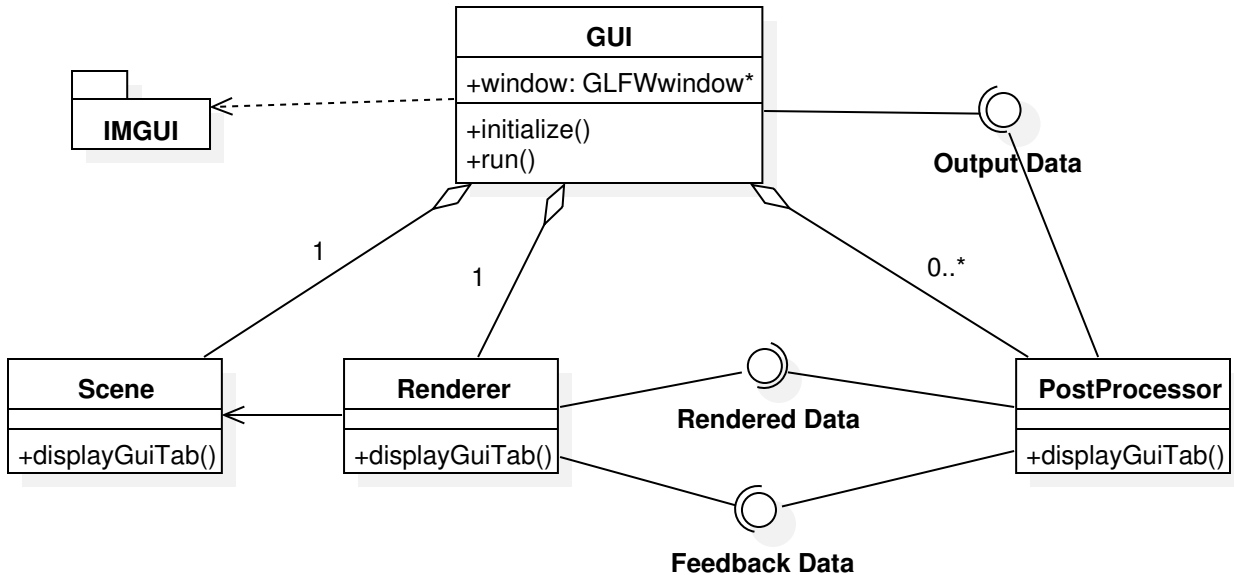 GUI
+window: GLFWwindow*
+initialize()
+run()
IMGUI
Output Data
1
1
0..*
Scene
+displayGuiTab()
Renderer
+displayGuiTab()
Rendered Data
PostProcessor
+displayGuiTab()
Feedback Data